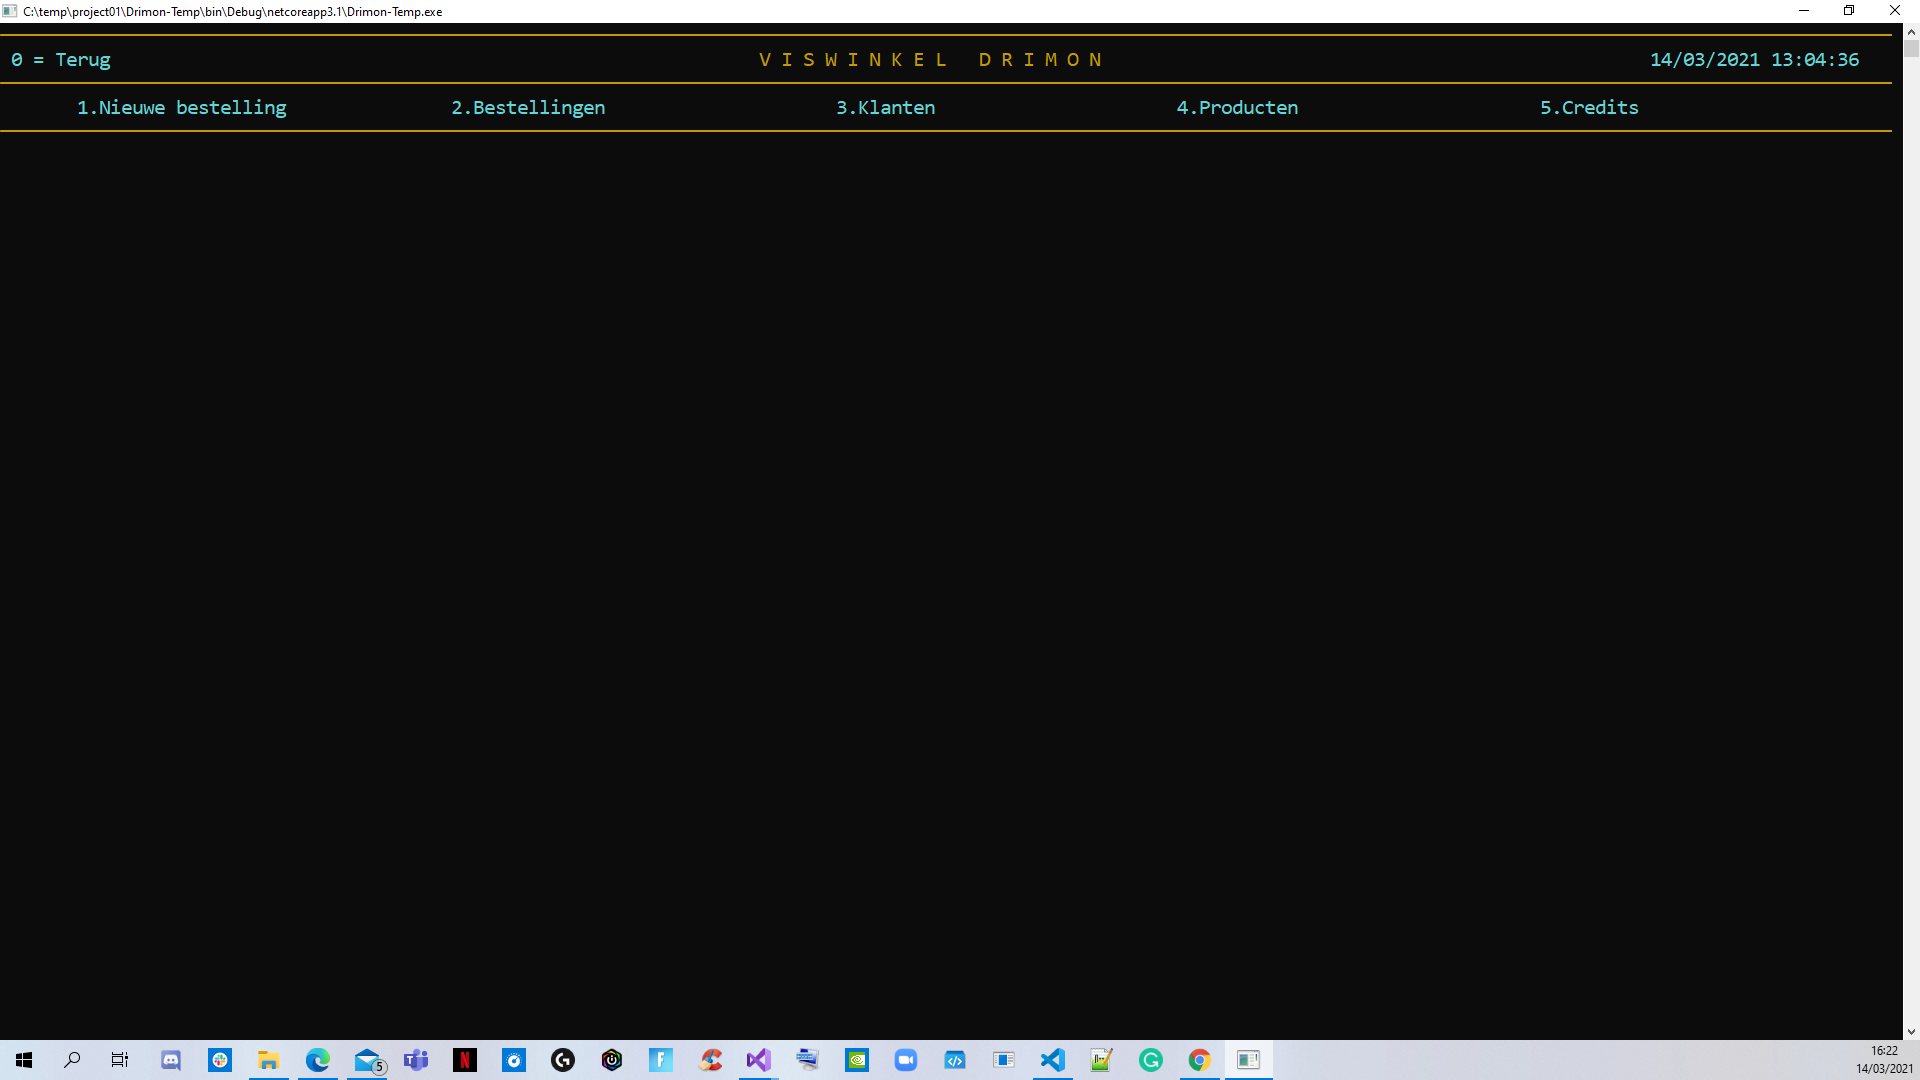 C:\temp\project01\Drimon-Temp\bin\Debug\netcoreapp3.1\Drimon-Temp.exe
0 = Terug V I S W I N K E L   D R I M O N 14/03/2021 13:04:36
1.Nieuwe bestelling 2.Bestellingen 3.Klanten 4.Producten 5.Credits
5
16:22
14/03/2021